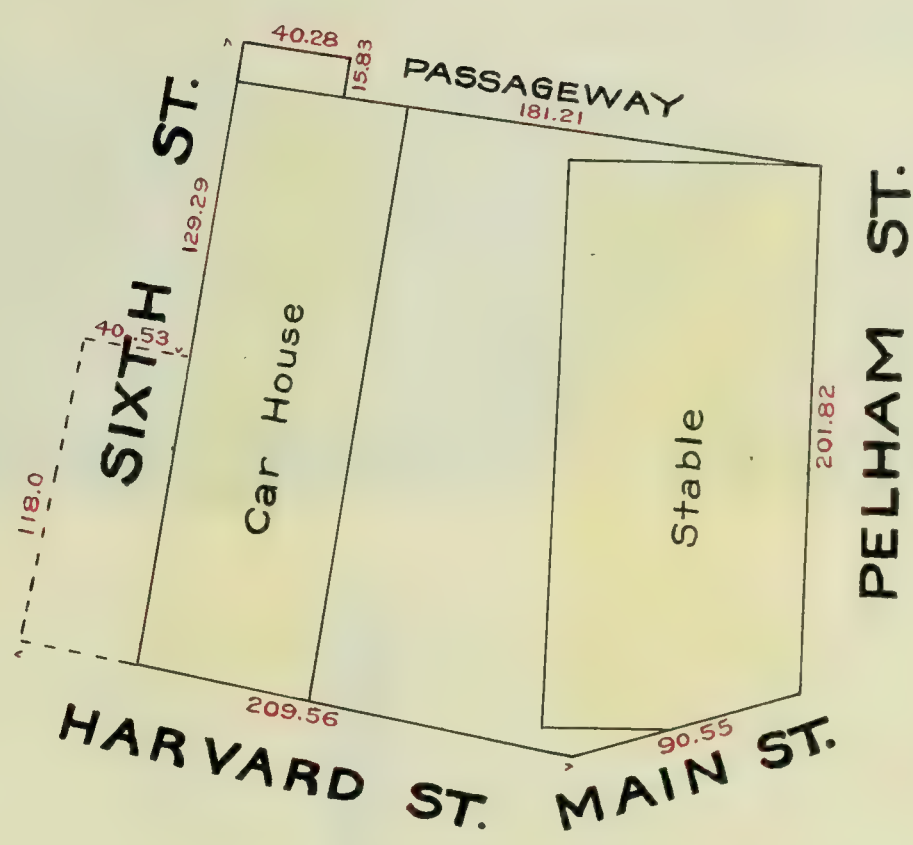 40.28
15.83
PASSAGEWAY
181.21
SIXTH ST.
129.29
40.53
118.0
Car House
Stable
201.82
PELHAM ST.
209.56
90.55
HARVARD ST.
MAIN ST.